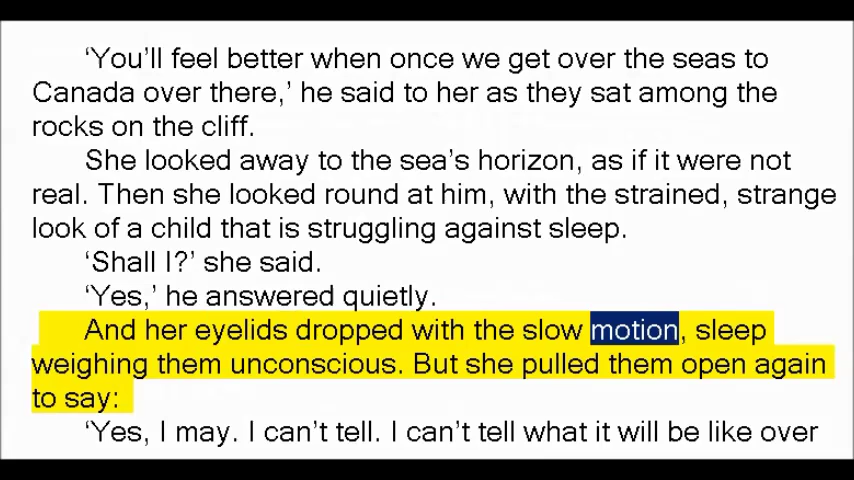 ‘You’ll feel better when once we get over the seas to
Canada over there,’ he said to her as they sat among the
rocks on the cliff.
She looked away to the sea’s horizon, as if it were not
real. Then she looked round at him, with the strained, strange
look of a child that is struggling against sleep.
‘Shall I?’ she said.
‘Yes,’ he answered quietly.
And her eyelids dropped with the slow motion, sleep
weighing them unconscious. But she pulled them open again
to say:
‘Yes, I may. I can’t tell. I can’t tell what it will be like over